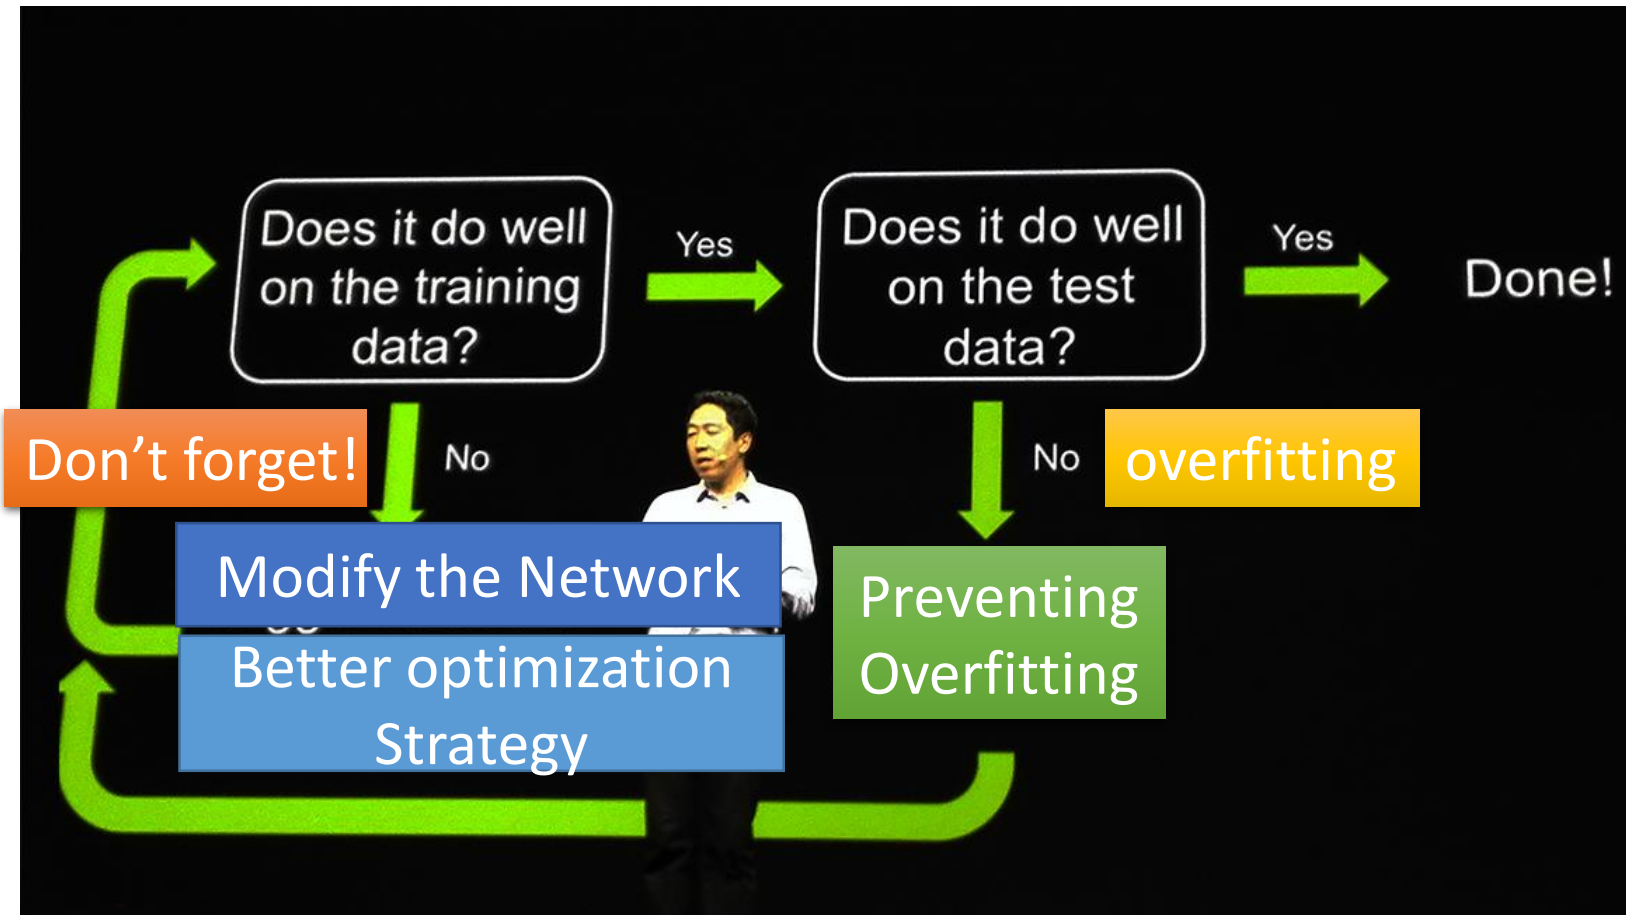 Does it do well
on the training
data?
Yes
Does it do well
on the test
data?
Yes
Done!
Don’t forget!
No
No
overfitting
Modify the Network
Better optimization
Strategy
Preventing
Overfitting